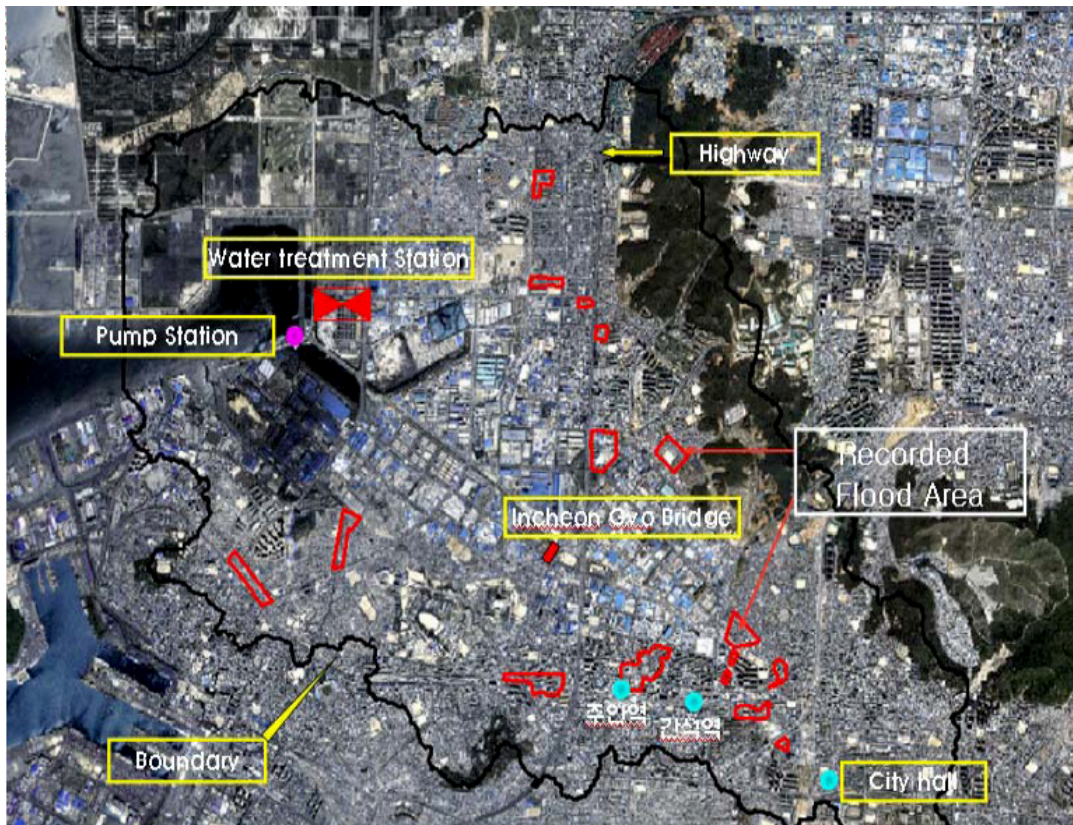 Highway
Water treatment Station
Pump Station
Recorded
Flood Area
Incheon Gyo Bridge
Boundary
City hall